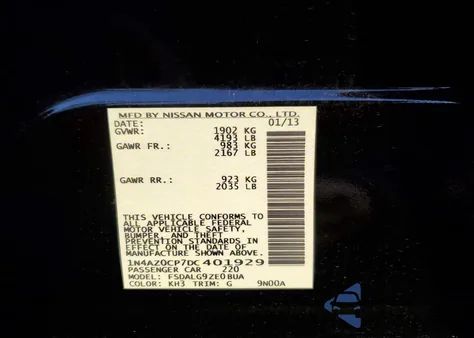 MFD BY NISSAN MOTOR CO., LTD.
DATE: 01/13
GVWR: 1902 KG
4193 LB
GAWR FR.: 983 KG
2167 LB
GAWR RR.: 923 KG
2035 LB
THIS VEHICLE CONFORMS TO
ALL APPLICABLE FEDERAL
MOTOR VEHICLE SAFETY,
BUMPER, AND THEFT
PREVENTION STANDARDS IN
EFFECT ON THE DATE OF
MANUFACTURE SHOWN ABOVE.
1N4AZ0CP7DC401929
PASSENGER CAR 220
MODEL: FSDALG9ZE0BUA
COLOR: KH3 TRIM: G 9N00A